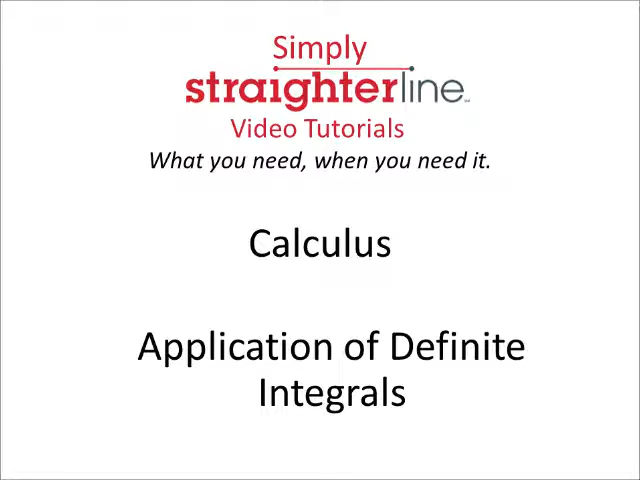 Simply
straighterline
Video Tutorials
What you need, when you need it.
Calculus
Application of Definite
Integrals